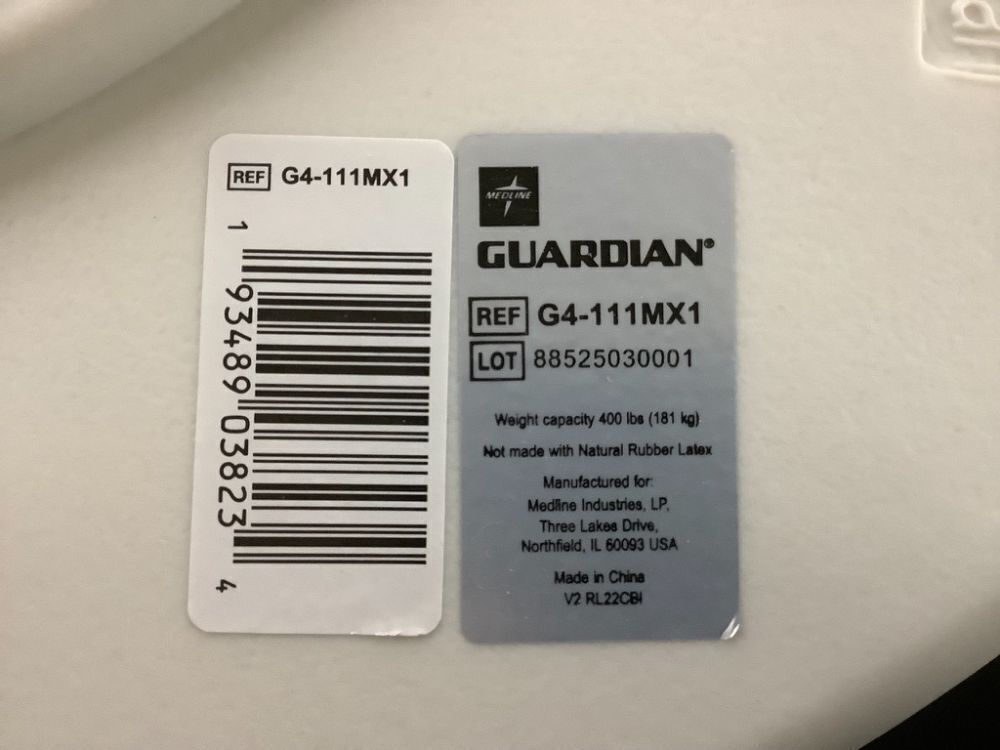 REF G4-111MX1
1 93489 03823 4
MEDLINE
GUARDIAN®
REF G4-111MX1
LOT 88525030001
Weight capacity 400 lbs (181 kg)
Not made with Natural Rubber Latex
Manufactured for:
Medline Industries, LP,
Three Lakes Drive,
Northfield, IL 60093 USA
Made in China
V2 RL22CBI